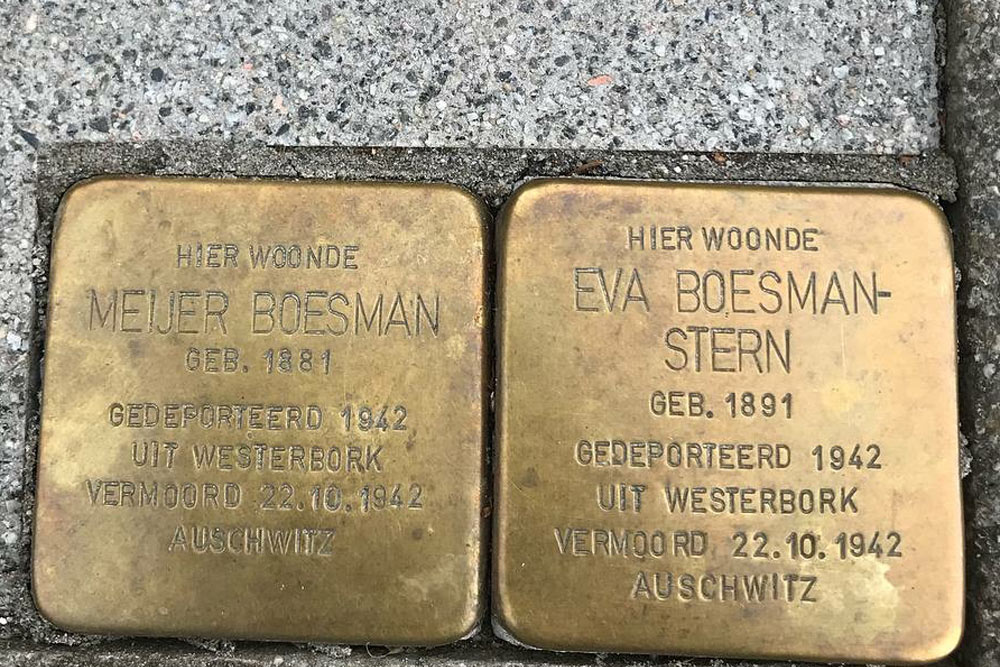 HIER WOONDE
MEIJER BOESMAN
GEB. 1881
GEDEPORTEERD 1942
UIT WESTERBORK
VERMOORD 22.10.1942
AUSCHWITZ
HIER WOONDE
EVA BOESMAN-
STERN
GEB. 1891
GEDEPORTEERD 1942
UIT WESTERBORK
VERMOORD 22.10.1942
AUSCHWITZ